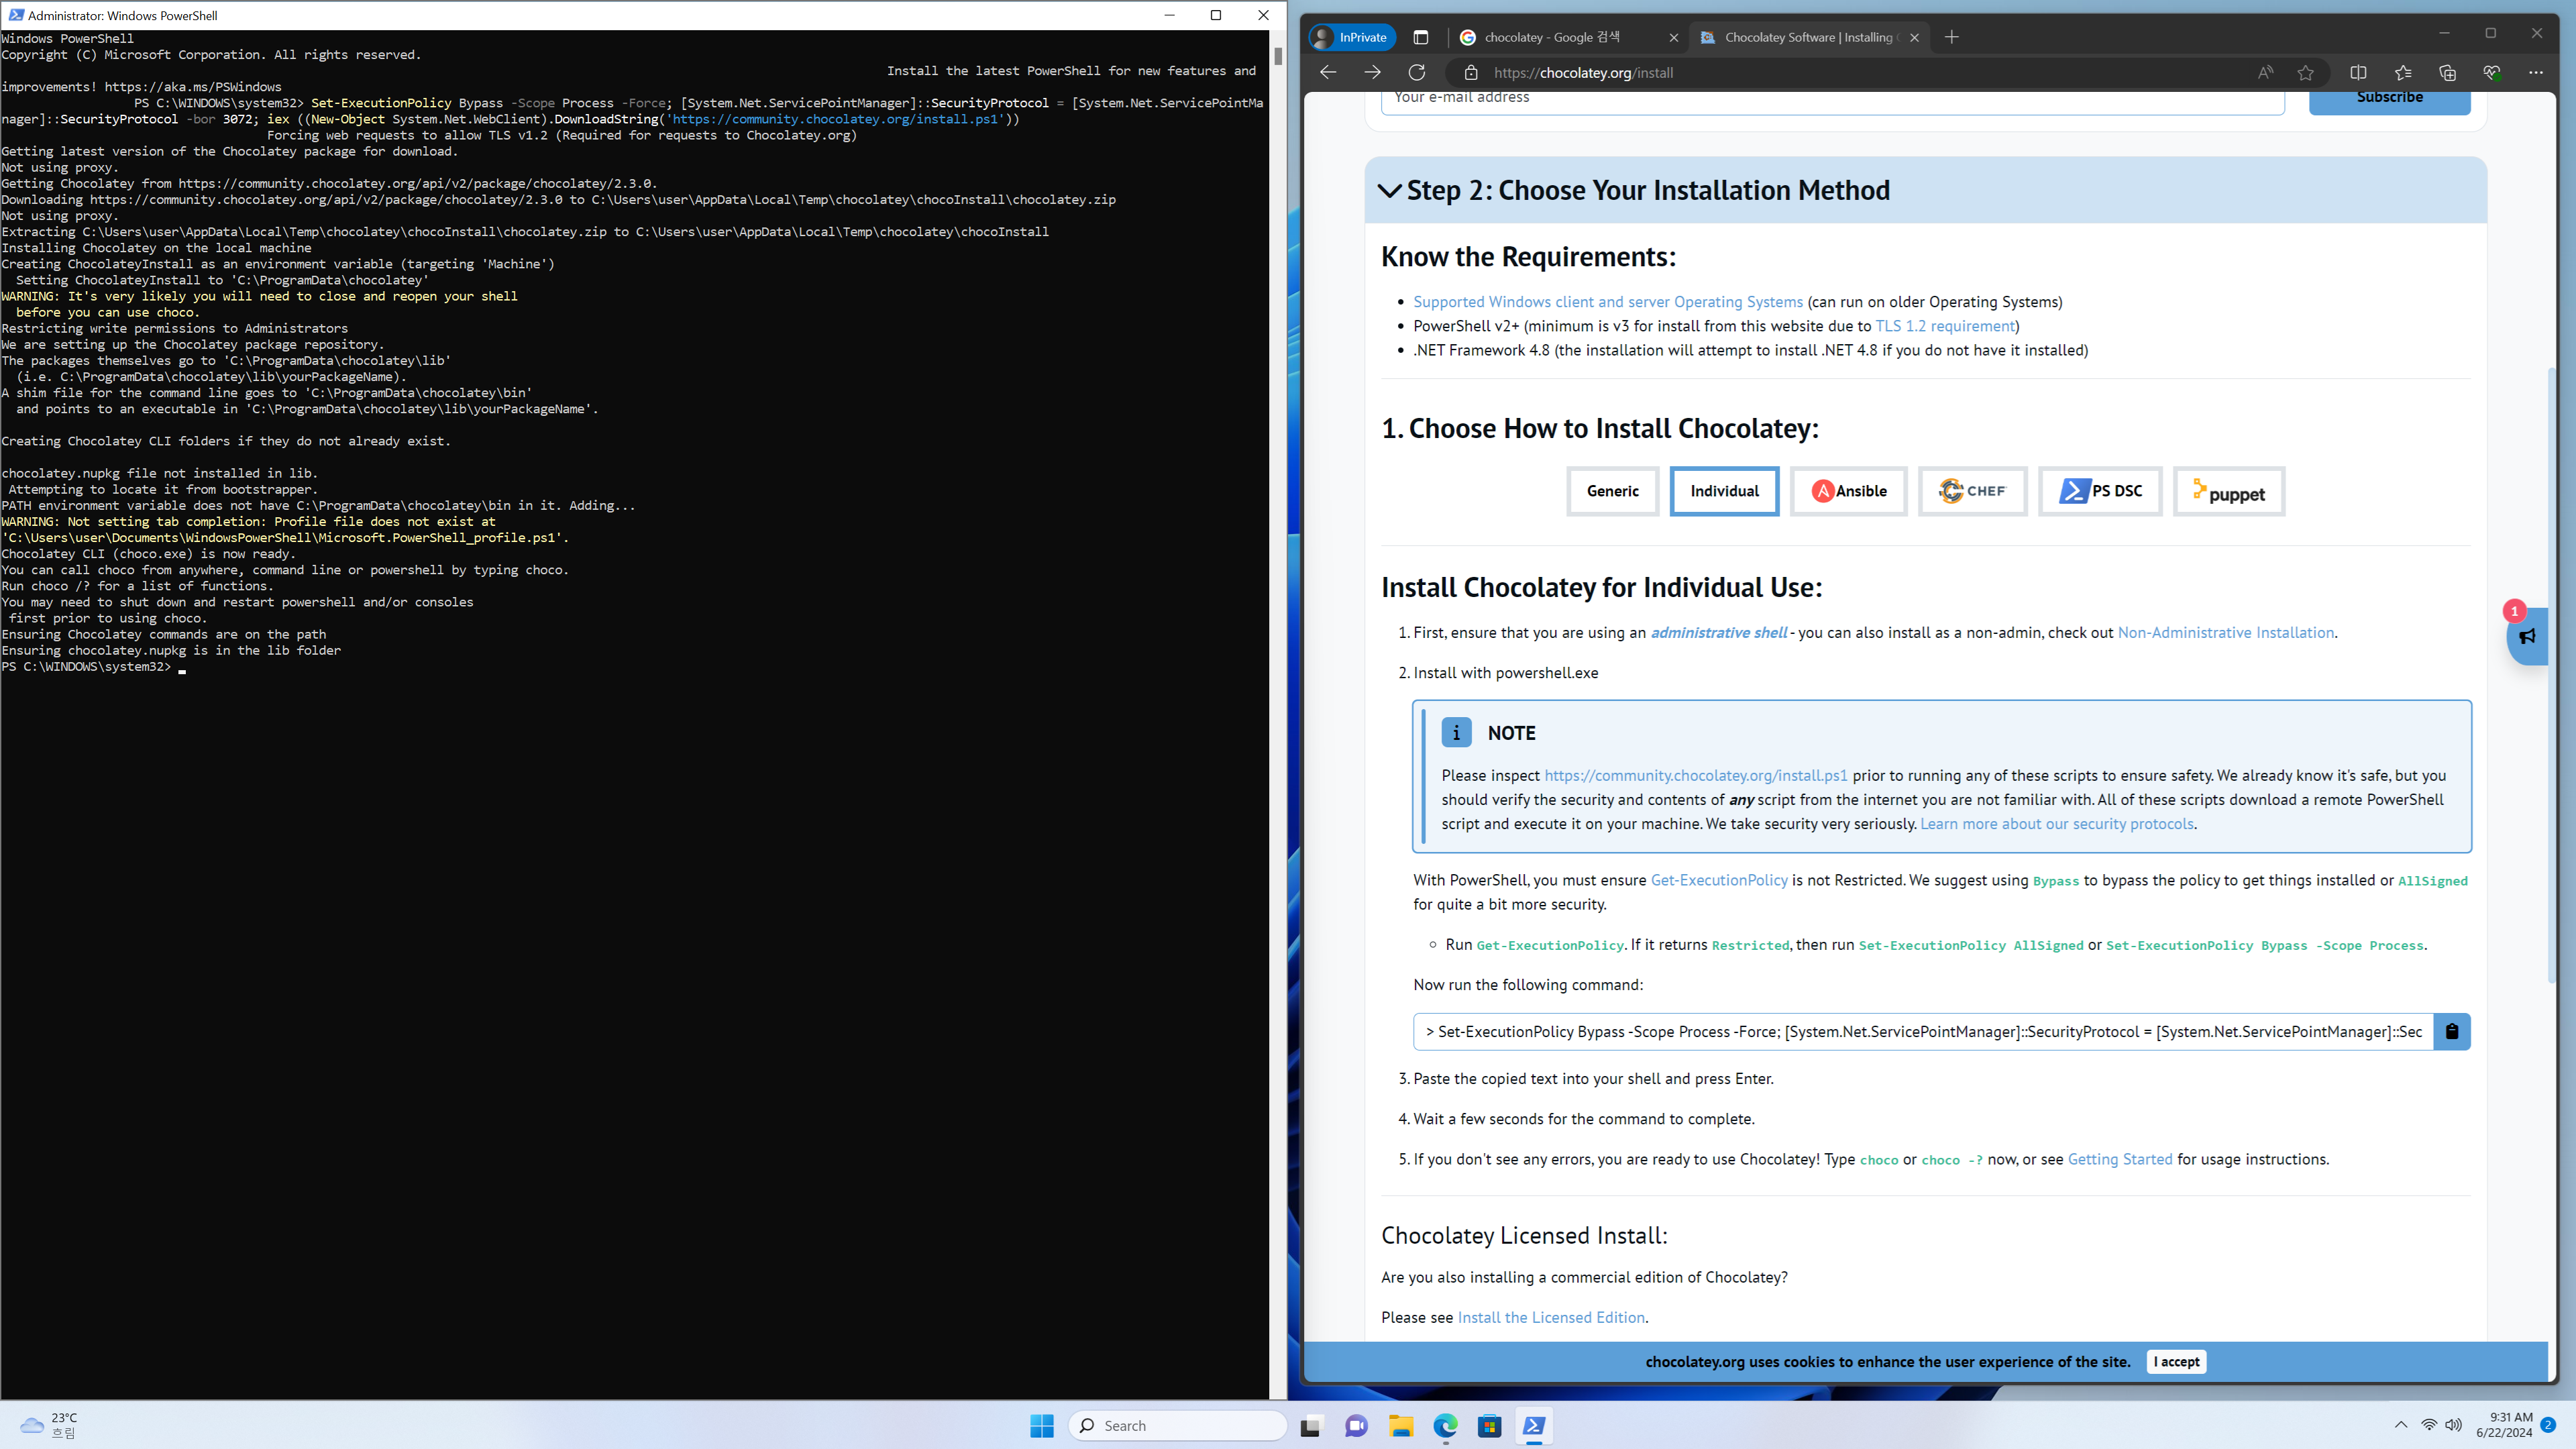 Administrator: Windows PowerShell
Windows PowerShell
Copyright (C) Microsoft Corporation. All rights reserved.
Install the latest PowerShell for new features and
improvements! https://aka.ms/PSWindows
PS C:\WINDOWS\system32> Set-ExecutionPolicy Bypass -Scope Process -Force; [System.Net.ServicePointManager]::SecurityProtocol = [System.Net.ServicePointMa
nager]::SecurityProtocol -bor 3072; iex ((New-Object System.Net.WebClient).DownloadString('https://community.chocolatey.org/install.ps1'))
Forcing web requests to allow TLS v1.2 (Required for requests to Chocolatey.org)
Getting latest version of the Chocolatey package for download.
Not using proxy.
Getting Chocolatey from https://community.chocolatey.org/api/v2/package/chocolatey/2.3.0.
Downloading https://community.chocolatey.org/api/v2/package/chocolatey/2.3.0 to C:\Users\user\AppData\Local\Temp\chocolatey\chocoInstall\chocolatey.zip
Not using proxy.
Extracting C:\Users\user\AppData\Local\Temp\chocolatey\chocoInstall\chocolatey.zip to C:\Users\user\AppData\Local\Temp\chocolatey\chocoInstall
Installing Chocolatey on the local machine
Creating ChocolateyInstall as an environment variable (targeting 'Machine')
Setting ChocolateyInstall to 'C:\ProgramData\chocolatey'
WARNING: It's very likely you will need to close and reopen your shell
before you can use choco.
Restricting write permissions to Administrators
We are setting up the Chocolatey package repository.
The packages themselves go to 'C:\ProgramData\chocolatey\lib'
(i.e. C:\ProgramData\chocolatey\lib\yourPackageName).
A shim file for the command line goes to 'C:\ProgramData\chocolatey\bin'
and points to an executable in 'C:\ProgramData\chocolatey\lib\yourPackageName'.
Creating Chocolatey CLI folders if they do not already exist.
chocolatey.nupkg file not installed in lib.
Attempting to locate it from bootstrapper.
PATH environment variable does not have C:\ProgramData\chocolatey\bin in it. Adding...
WARNING: Not setting tab completion: Profile file does not exist at
'C:\Users\user\Documents\WindowsPowerShell\Microsoft.PowerShell_profile.ps1'.
Chocolatey CLI (choco.exe) is now ready.
You can call choco from anywhere, command line or powershell by typing choco.
Run choco /? for a list of functions.
You may need to shut down and restart powershell and/or consoles
first prior to using choco.
Ensuring Chocolatey commands are on the path
Ensuring chocolatey.nupkg is in the lib folder
PS C:\WINDOWS\system32>
InPrivate
chocolatey - Google 검색
Chocolatey Software | Installing
https://chocolatey.org/install
Your e-mail address
Subscribe
Step 2: Choose Your Installation Method
Know the Requirements:
• Supported Windows client and server Operating Systems (can run on older Operating Systems)
• PowerShell v2+ (minimum is v3 for install from this website due to TLS 1.2 requirement)
• .NET Framework 4.8 (the installation will attempt to install .NET 4.8 if you do not have it installed)
1. Choose How to Install Chocolatey:
Generic
Individual
Ansible
CHEF
PS DSC
puppet
Install Chocolatey for Individual Use:
1. First, ensure that you are using an administrative shell - you can also install as a non-admin, check out Non-Administrative Installation.
1
2. Install with powershell.exe
i NOTE
Please inspect https://community.chocolatey.org/install.ps1 prior to running any of these scripts to ensure safety. We already know it's safe, but you
should verify the security and contents of any script from the internet you are not familiar with. All of these scripts download a remote PowerShell
script and execute it on your machine. We take security very seriously. Learn more about our security protocols.
With PowerShell, you must ensure Get-ExecutionPolicy is not Restricted. We suggest using Bypass to bypass the policy to get things installed or AllSigned
for quite a bit more security.
Run Get-ExecutionPolicy. If it returns Restricted, then run Set-ExecutionPolicy AllSigned or Set-ExecutionPolicy Bypass -Scope Process.
Now run the following command:
> Set-ExecutionPolicy Bypass -Scope Process -Force; [System.Net.ServicePointManager]::SecurityProtocol = [System.Net.ServicePointManager]::Sec
3. Paste the copied text into your shell and press Enter.
4. Wait a few seconds for the command to complete.
5. If you don't see any errors, you are ready to use Chocolatey! Type choco or choco -? now, or see Getting Started for usage instructions.
Chocolatey Licensed Install:
Are you also installing a commercial edition of Chocolatey?
Please see Install the Licensed Edition.
chocolatey.org uses cookies to enhance the user experience of the site.
I accept
23°C
흐림
Search
9:31 AM
6/22/2024
2